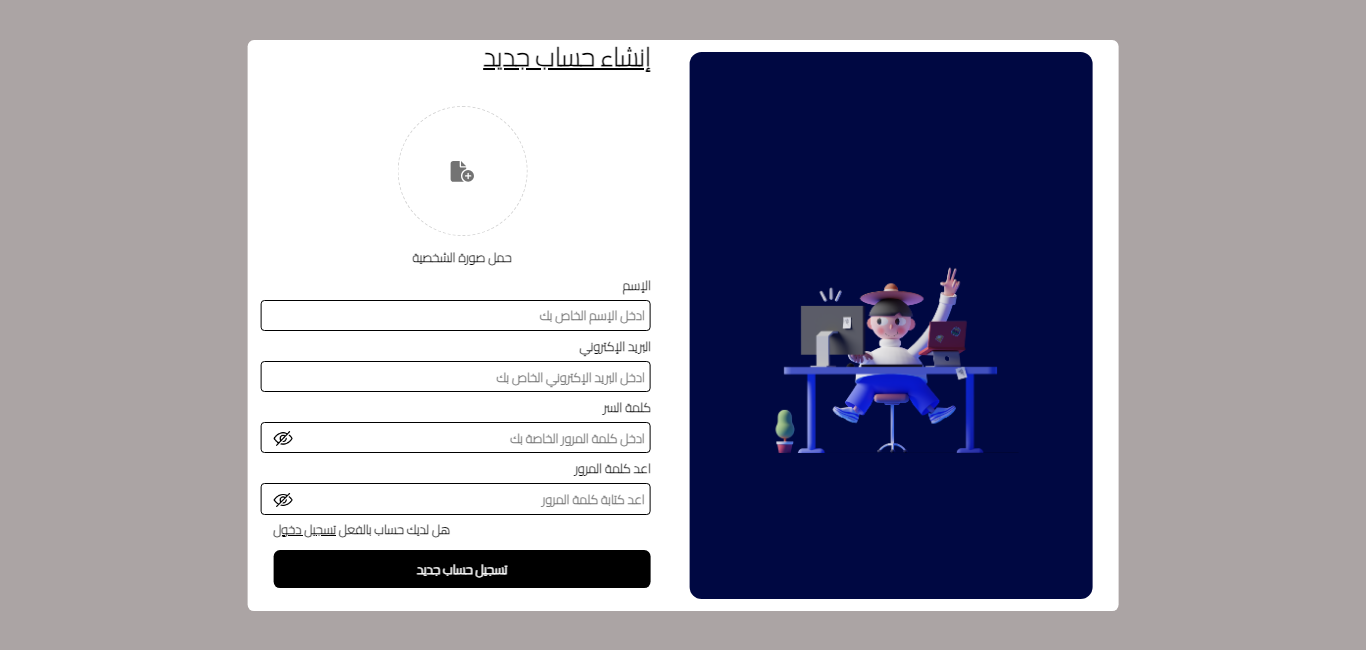 إنشاء حساب جديد
حمل صورة الشخصية
الإسم
ادخل الإسم الخاص بك
البريد الإكتروني
ادخل البريد الإكتروني الخاص بك
كلمة السر
ادخل كلمة المرور الخاصة بك
اعد كلمة المرور
اعد كتابة كلمة المرور
هل لديك حساب بالفعل تسجيل دخول
تسجيل حساب جديد